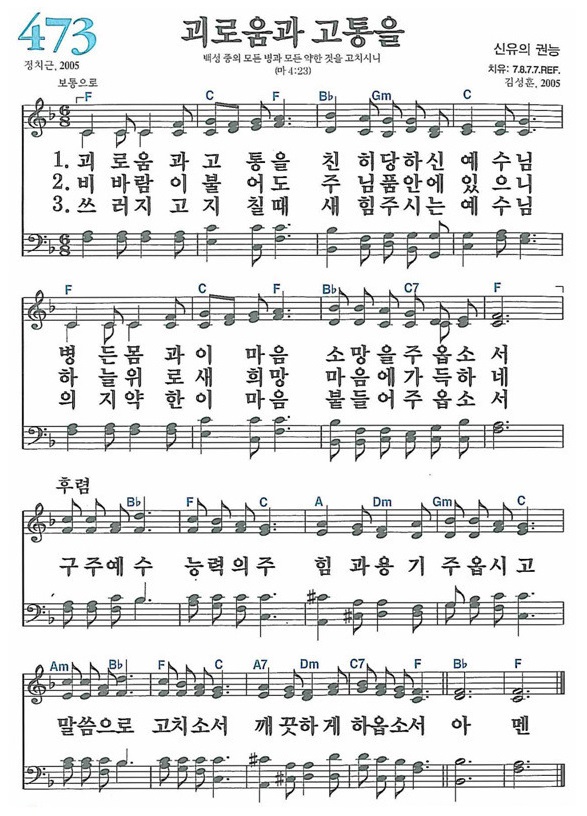 473
괴로움과 고통을
신유의 권능
정치근, 2005
백성 중의 모든 병과 모든 약한 것을 고치시니
(마 4:23)
치유: 7.8.7.7.REF.
김성훈, 2005
보통으로
F C F B♭ Gm C
1. 괴 로 움 과 고 통 을 친 히 당 하 신 예 수 님
2. 비 바 람 이 불 어 도 주 님 품 안 에 있 으 니
3. 쓰 러 지 고 지 칠 때 새 힘 주 시 는 예 수 님
F C F B♭ C7 F
병 든 몸 과 이 마 음 소 망 을 주 옵 소 서
하 늘 위 로 새 희 망 마 음 에 가 득 하 네
의 지 약 한 이 마 음 붙 들 어 주 옵 소 서
후렴
B♭ F C A Dm Gm C
구 주 예 수 능 력 의 주 힘 과 용 기 주 옵 시 고
Am B♭ F C A7 Dm C7 F B♭ F
말 씀 으 로 고 치 소 서 깨 끗 하 게 하 옵 소 서 아 멘